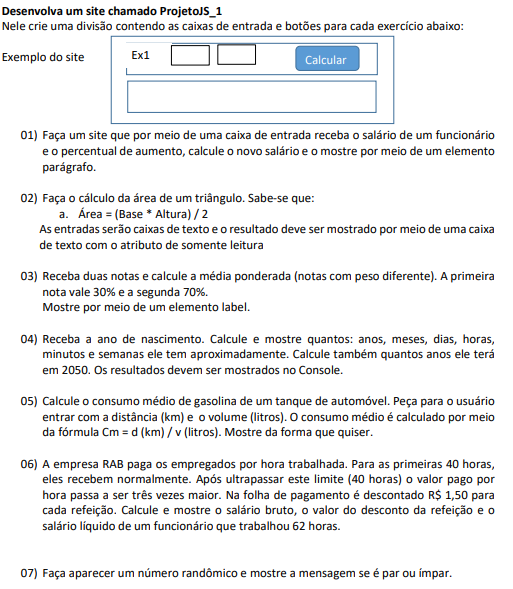 Desenvolva um site chamado ProjetoJS_1
Nele crie uma divisão contendo as caixas de entrada e botões para cada exercício abaixo:
Exemplo do site
Ex1
Calcular
01) Faça um site que por meio de uma caixa de entrada receba o salário de um funcionário
e o percentual de aumento, calcule o novo salário e o mostre por meio de um elemento
parágrafo.
02) Faça o cálculo da área de um triângulo. Sabe-se que:
a. Área = (Base * Altura) / 2
As entradas serão caixas de texto e o resultado deve ser mostrado por meio de uma caixa
de texto com o atributo de somente leitura
03) Receba duas notas e calcule a média ponderada (notas com peso diferente). A primeira
nota vale 30% e a segunda 70%.
Mostre por meio de um elemento label.
04) Receba a ano de nascimento. Calcule e mostre quantos: anos, meses, dias, horas,
minutos e semanas ele tem aproximadamente. Calcule também quantos anos ele terá
em 2050. Os resultados devem ser mostrados no Console.
05) Calcule o consumo médio de gasolina de um tanque de automóvel. Peça para o usuário
entrar com a distância (km) e o volume (litros). O consumo médio é calculado por meio
da fórmula Cm = d (km) / v (litros). Mostre da forma que quiser.
06) A empresa RAB paga os empregados por hora trabalhada. Para as primeiras 40 horas,
eles recebem normalmente. Após ultrapassar este limite (40 horas) o valor pago por
hora passa a ser três vezes maior. Na folha de pagamento é descontado R$ 1,50 para
cada refeição. Calcule e mostre o salário bruto, o valor do desconto da refeição e o
salário líquido de um funcionário que trabalhou 62 horas.
07) Faça aparecer um número randômico e mostre a mensagem se é par ou ímpar.